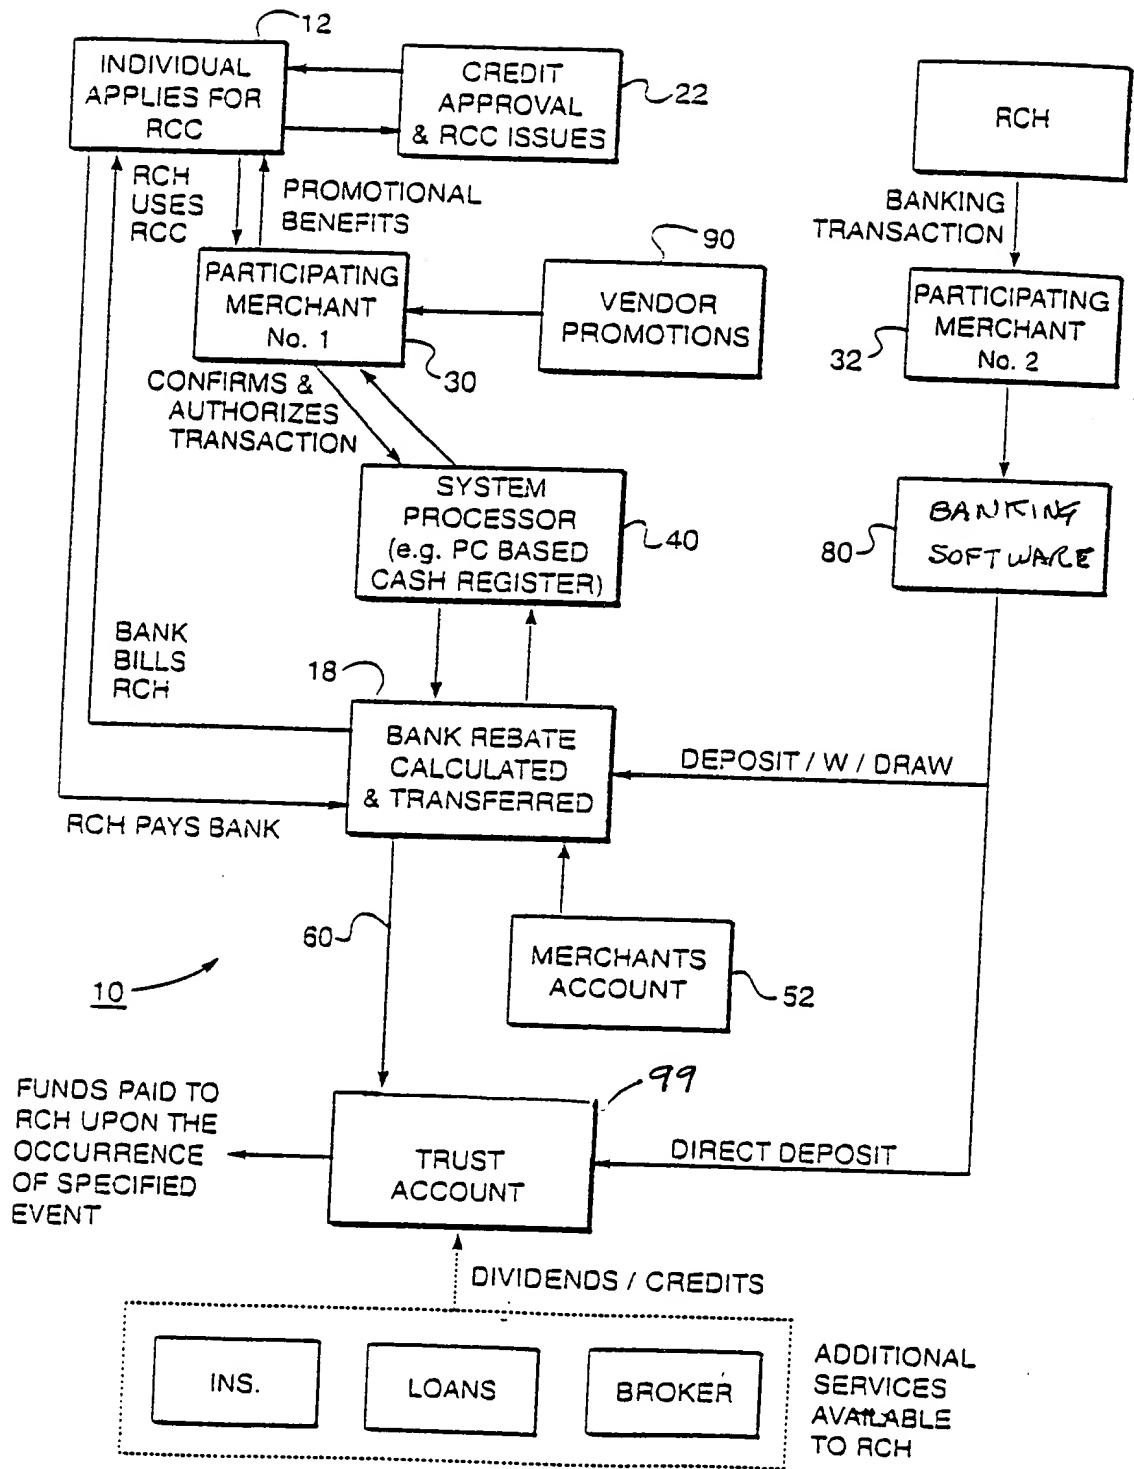 12
INDIVIDUAL
APPLIES FOR
RCC
CREDIT
APPROVAL
& RCC ISSUES
22
RCH
RCH
USES
RCC
PROMOTIONAL
BENEFITS
BANKING
TRANSACTION
90
PARTICIPATING
MERCHANT
No. 1
30
VENDOR
PROMOTIONS
PARTICIPATING
MERCHANT
No. 2
32
CONFIRMS &
AUTHORIZES
TRANSACTION
SYSTEM
PROCESSOR
(e.g. PC BASED
CASH REGISTER)
40
BANKING
SOFTWARE
80
BANK
BILLS
RCH
18
BANK REBATE
CALCULATED
& TRANSFERRED
DEPOSIT / W / DRAW
RCH PAYS BANK
60
MERCHANTS
ACCOUNT
52
10
99
FUNDS PAID TO
RCH UPON THE
OCCURRENCE
OF SPECIFIED
EVENT
TRUST
ACCOUNT
DIRECT DEPOSIT
DIVIDENDS / CREDITS
INS.
LOANS
BROKER
ADDITIONAL
SERVICES
AVAILABLE
TO RCH